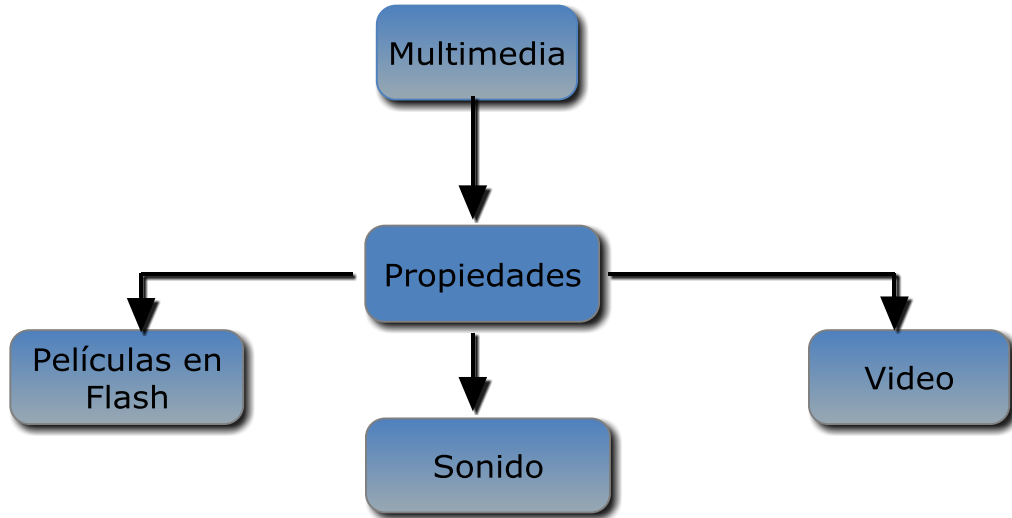 Multimedia
Propiedades
Películas en
Flash
Video
Sonido